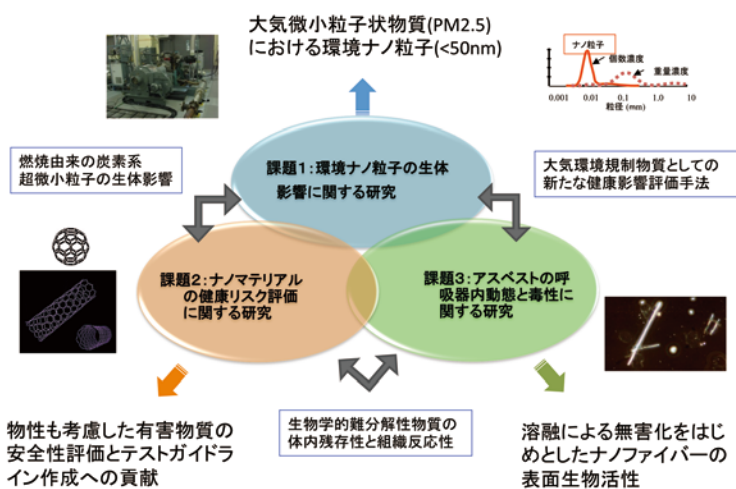 大気微小粒子状物質(PM2.5)
における環境ナノ粒子(<50nm)
ナノ粒子
個数濃度
重量濃度
0.001 0.01 0.1 1.0 10
粒径 (mm)
燃焼由来の炭素系
超微小粒子の生体影響
課題1：環境ナノ粒子の生体
影響に関する研究
大気環境規制物質としての
新たな健康影響評価手法
課題2：ナノマテリアル
の健康リスク評価
に関する研究
課題3：アスベストの呼
吸器内動態と毒性に
関する研究
物性も考慮した有害物質の
安全性評価とテストガイドラ
イン作成への貢献
生物学的難分解性物質の
体内残存性と組織反応性
溶融による無害化をはじ
めとしたナノファイバーの
表面生物活性